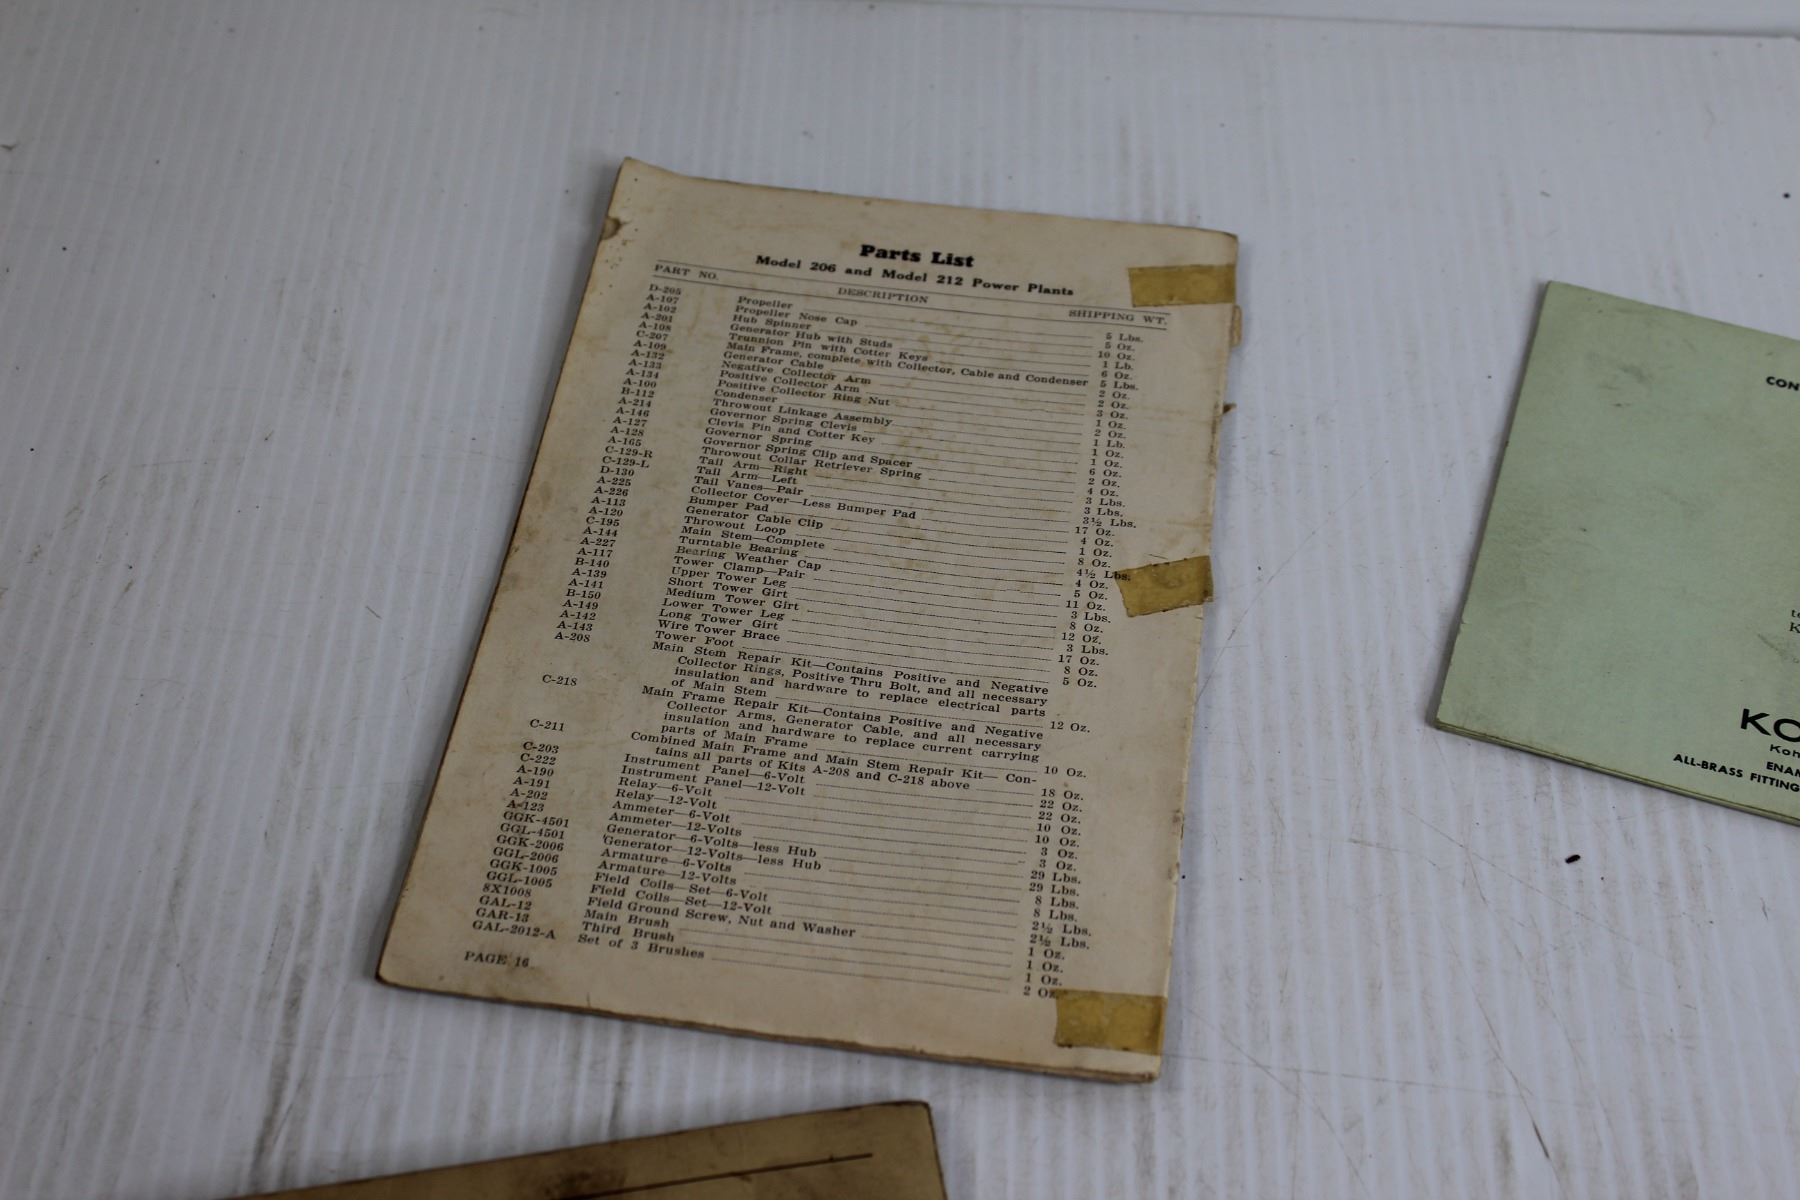 Parts List
Model 206 and Model 212 Power Plants
PART NO. DESCRIPTION SHIPPING WT.
D-205 Propeller 5 Lbs.
A-107 Propeller Nose Cap 5 Oz.
A-102 Hub Spinner 10 Oz.
A-201 Generator Hub with Studs 1 Lb.
A-108 Trunnion Pin with Cotter Keys 6 Oz.
C-207 Main Frame, complete with Collector, Cable and Condenser 5 Lbs.
A-109 Generator Cable 2 Oz.
A-132 Negative Collector Arm 2 Oz.
A-133 Positive Collector Arm 3 Oz.
A-134 Positive Collector Ring Nut 1 Oz.
A-100 Condenser 2 Oz.
B-112 Throwout Linkage Assembly 1 Lb.
A-214 Governor Spring Clevis 1 Oz.
A-146 Clevis Pin and Cotter Key 1 Oz.
A-127 Governor Spring 6 Oz.
A-128 Governor Spring Clip and Spacer 2 Oz.
A-165 Throwout Collar Retriever Spring 4 Oz.
C-129-R Tail Arm—Right 3 Lbs.
C-129-L Tail Arm—Left 3 Lbs.
D-130 Tail Vanes—Pair 3½ Lbs.
A-225 Collector Cover—Less Bumper Pad 17 Oz.
A-226 Bumper Pad 4 Oz.
A-113 Generator Cable Clip 1 Oz.
A-120 Throwout Loop 8 Oz.
C-195 Main Stem—Complete 4½ Lbs.
A-144 Turntable Bearing 4 Oz.
A-227 Bearing Weather Cap 5 Oz.
A-117 Tower Clamp—Pair 11 Oz.
B-140 Upper Tower Leg 3 Lbs.
A-139 Short Tower Girt 8 Oz.
A-141 Medium Tower Girt 12 Oz.
B-150 Lower Tower Leg 3 Lbs.
A-149 Long Tower Girt 17 Oz.
A-142 Wire Tower Brace 8 Oz.
A-143 Tower Foot 5 Oz.
A-208 Main Stem Repair Kit—Contains Positive and Negative
Collector Rings, Positive Thru Bolt, and all necessary
insulation and hardware to replace electrical parts
of Main Stem 12 Oz.
C-218 Main Frame Repair Kit—Contains Positive and Negative
Collector Arms, Generator Cable, and all necessary
insulation and hardware to replace current carrying
parts of Main Frame 10 Oz.
C-211 Combined Main Frame and Main Stem Repair Kit— Con-
tains all parts of Kits A-208 and C-218 above 18 Oz.
C-203 Instrument Panel—6-Volt 22 Oz.
C-222 Instrument Panel—12-Volt 22 Oz.
A-190 Relay—6-Volt 10 Oz.
A-191 Relay—12-Volt 10 Oz.
A-202 Ammeter—6-Volt 3 Oz.
A-123 Ammeter—12-Volts 3 Oz.
GGK-4501 Generator—6-Volts—less Hub 29 Lbs.
GGL-4501 Generator—12-Volts—less Hub 29 Lbs.
GGK-2006 Armature—6-Volts 8 Lbs.
GGL-2006 Armature—12-Volts 8 Lbs.
GGK-1005 Field Coils—Set—6-Volt 2½ Lbs.
GGL-1005 Field Coils—Set—12-Volt 2½ Lbs.
8X1008 Field Ground Screw, Nut and Washer 1 Oz.
GAL-12 Main Brush 1 Oz.
GAR-13 Third Brush 1 Oz.
GAL-2012-A Set of 3 Brushes 2 Oz.
PAGE 16
CON
KO
Koh
ENAM
ALL-BRASS FITTING